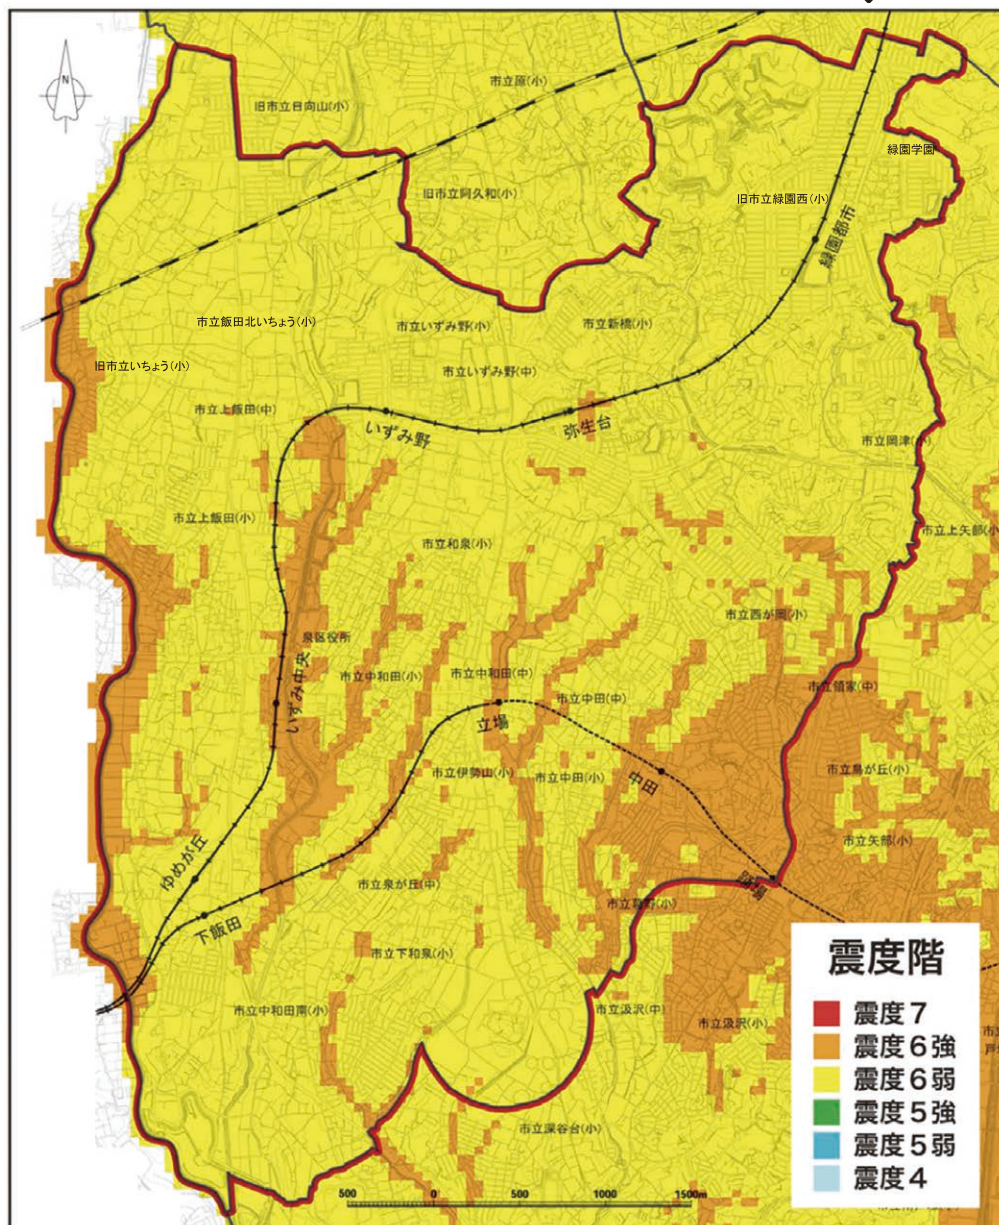 N
市立原(小)
旧市立日向山(小)
緑園学園
旧市立阿久和(小)
旧市立緑園西(小)
緑園都市
市立飯田北いちょう(小)
市立いずみ野(小)
市立新橋(小)
旧市立いちょう(小)
市立いずみ野(中)
市立上飯田(中)
いずみ野
弥生台
市立岡津(小)
市立上飯田(小)
市立上矢部(小
市立和泉(小)
市立西が岡(小)
泉区役所
いずみ中央
市立中和田(小)
市立中和田(中)
市立中田(中)
市立領家(中)
立場
市立伊勢山(小)
市立中田(小)
中田
市立鳥が丘(小)
市立矢部(小)
ゆめが丘
市立泉が丘(中)
踊場
市立葛野(小)
下飯田
市立下和泉(小)
市立中和田南(小)
市立汲沢(中)
市立汲沢(小)
市立深谷台(小)
震度階
震度7
震度6強
震度6弱
震度5強
震度5弱
震度4
500 0 500 1000 1500m